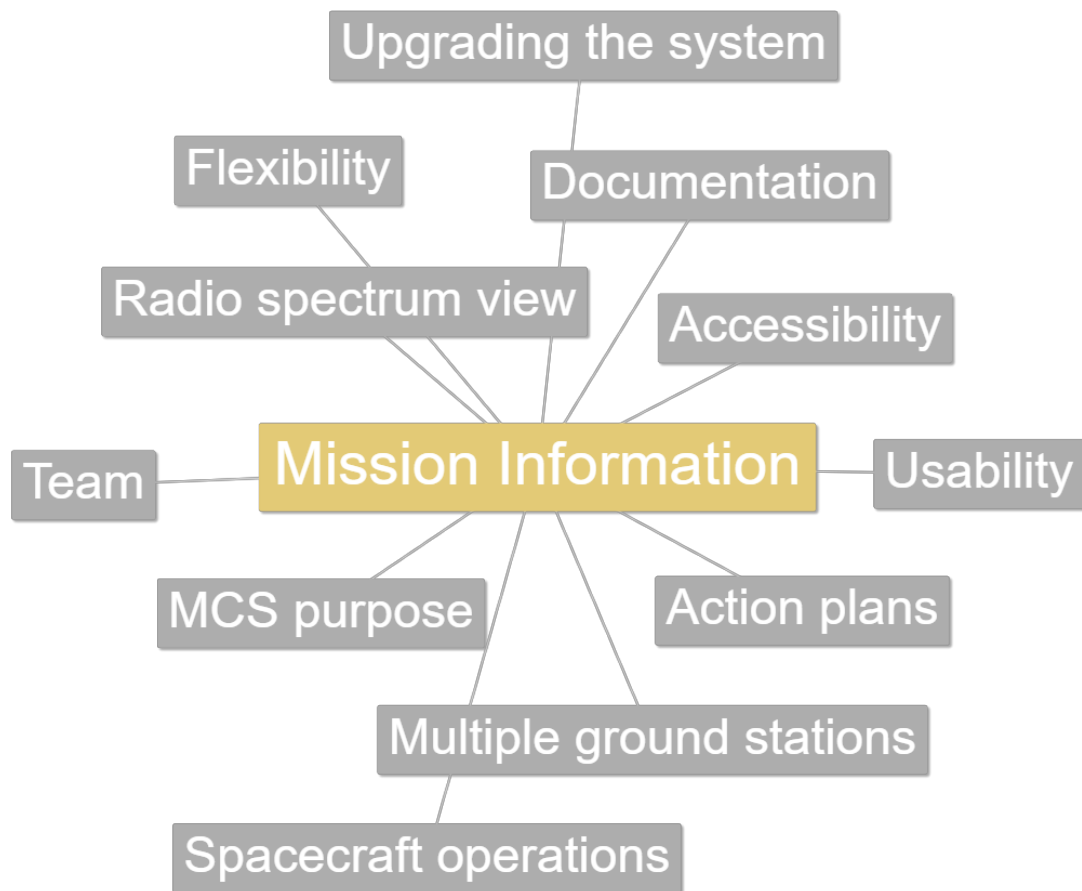 Upgrading the system
Flexibility
Documentation
Radio spectrum view
Accessibility
Mission Information
Team
Usability
MCS purpose
Action plans
Multiple ground stations
Spacecraft operations